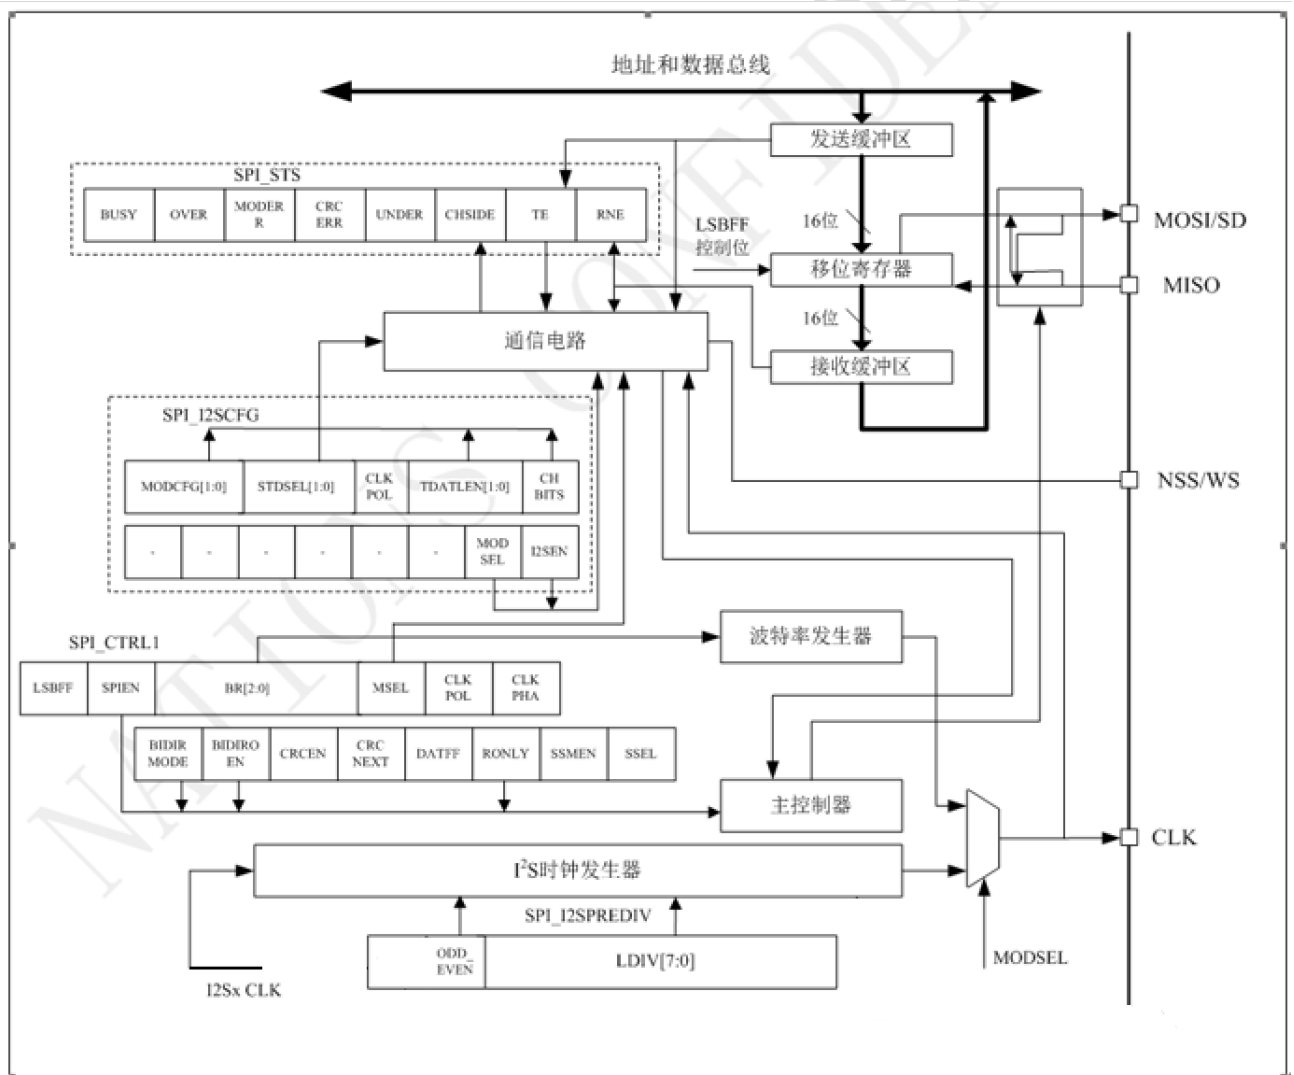 地址和数据总线
发送缓冲区
SPI_STS
BUSY
OVER
MODER
R
CRC
ERR
UNDER
CHSIDE
TE
RNE
16位
LSBFF
控制位
移位寄存器
MOSI/SD
MISO
16位
通信电路
接收缓冲区
SPI_I2SCFG
MODCFG[1:0]
STDSEL[1:0]
CLK
POL
TDATLEN[1:0]
CH
BITS
NSS/WS
-
-
-
-
-
-
MOD
SEL
I2SEN
SPI_CTRL1
波特率发生器
LSBFF
SPIEN
BR[2:0]
MSEL
CLK
POL
CLK
PHA
BIDIR
MODE
BIDIRO
EN
CRCEN
CRC
NEXT
DATFF
RONLY
SSMEN
SSEL
主控制器
CLK
I²S时钟发生器
SPI_I2SPREDIV
ODD_
EVEN
LDIV[7:0]
MODSEL
I2Sx CLK
NATIONS CONFIDE